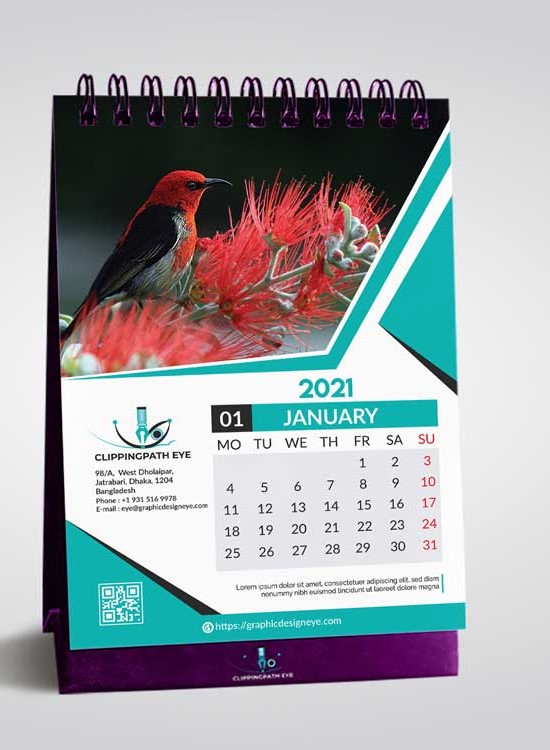 2021
01 JANUARY
MO TU WE TH FR SA SU
1 2 3
4 5 6 7 8 9 10
11 12 13 14 15 16 17
18 19 20 21 22 23 24
25 26 27 28 29 30 31
CLIPPINGPATH EYE
98/A, West Dholaipar,
Jatrabari, Dhaka, 1204
Bangladesh
Phone : +1 931 516 9978
E-mail : eye@graphicdesigneye.com
Lorem ipsum dolor sit amet, consectetuer adipiscing elit, sed diem
nonummy nibh euismod tincidunt ut laoreet dolore magna
https://graphicdesigneye.com
CLIPPINGPATH EYE